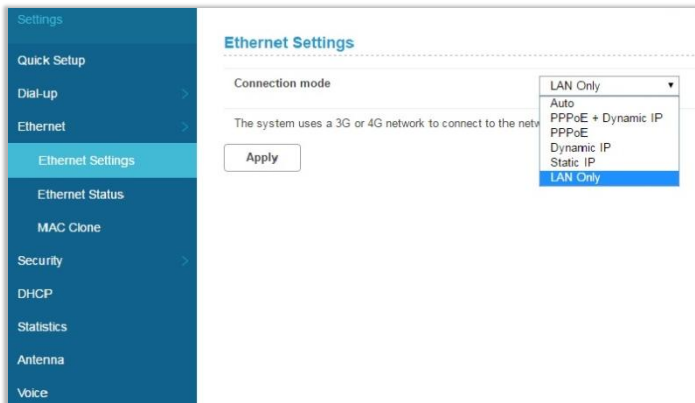 Settings
Quick Setup
Dial-up
Ethernet
Ethernet Settings
Ethernet Status
MAC Clone
Security
DHCP
Statistics
Antenna
Voice
Ethernet Settings
Connection mode
LAN Only
Auto
PPPoE + Dynamic IP
PPPoE
Dynamic IP
Static IP
LAN Only
The system uses a 3G or 4G network to connect to the
Apply